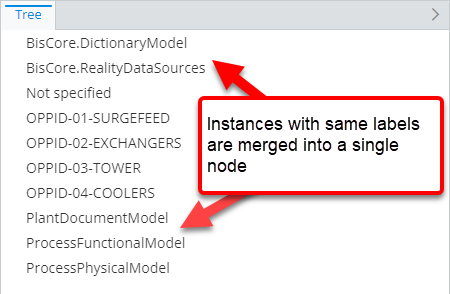 Tree
BisCore.DictionaryModel
BisCore.RealityDataSources
Not specified
OPPID-01-SURGEFEED
OPPID-02-EXCHANGERS
OPPID-03-TOWER
OPPID-04-COOLERS
PlantDocumentModel
ProcessFunctionalModel
ProcessPhysicalModel
Instances with same labels
are merged into a single
node